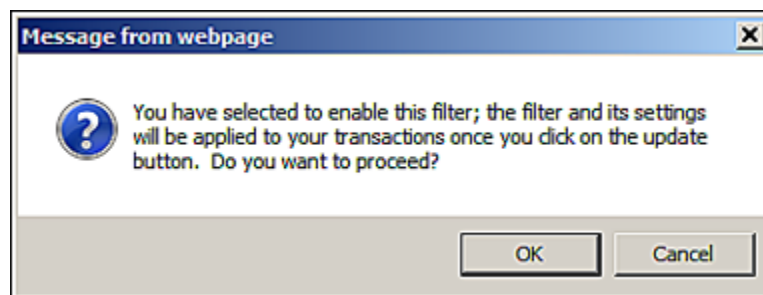 Message from webpage
You have selected to enable this filter; the filter and its settings
will be applied to your transactions once you click on the update
button.  Do you want to proceed?
OK
Cancel